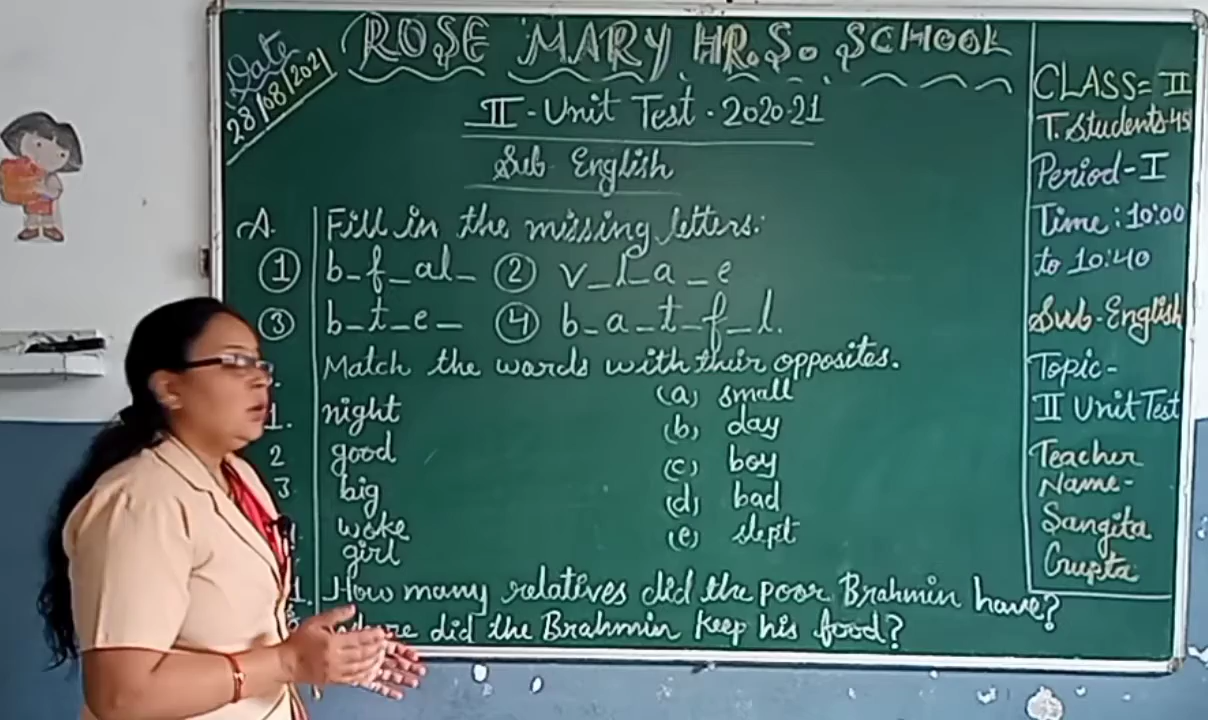 Date
28/08/2021
ROSE MARY HR. S. SCHOOL
II - Unit Test - 2020-21
Sub English
A. Fill in the missing letters:
1 b_f_al_ 2 v_l_a_e
3 b_t_e_ 4 b_a_t_f_l.
Match the words with their opposites.
1. night (a) small
2 good (b) day
3. big (c) boy
woke (d) bad
girl (e) slept
1. How many relatives did the poor Brahmin have?
did the Brahmin keep his food?
CLASS= II
T. Students-45
Period-I
Time: 10:00
to 10:40
Sub-English
Topic-
II Unit Test
Teacher
Name-
Sangita
Gupta